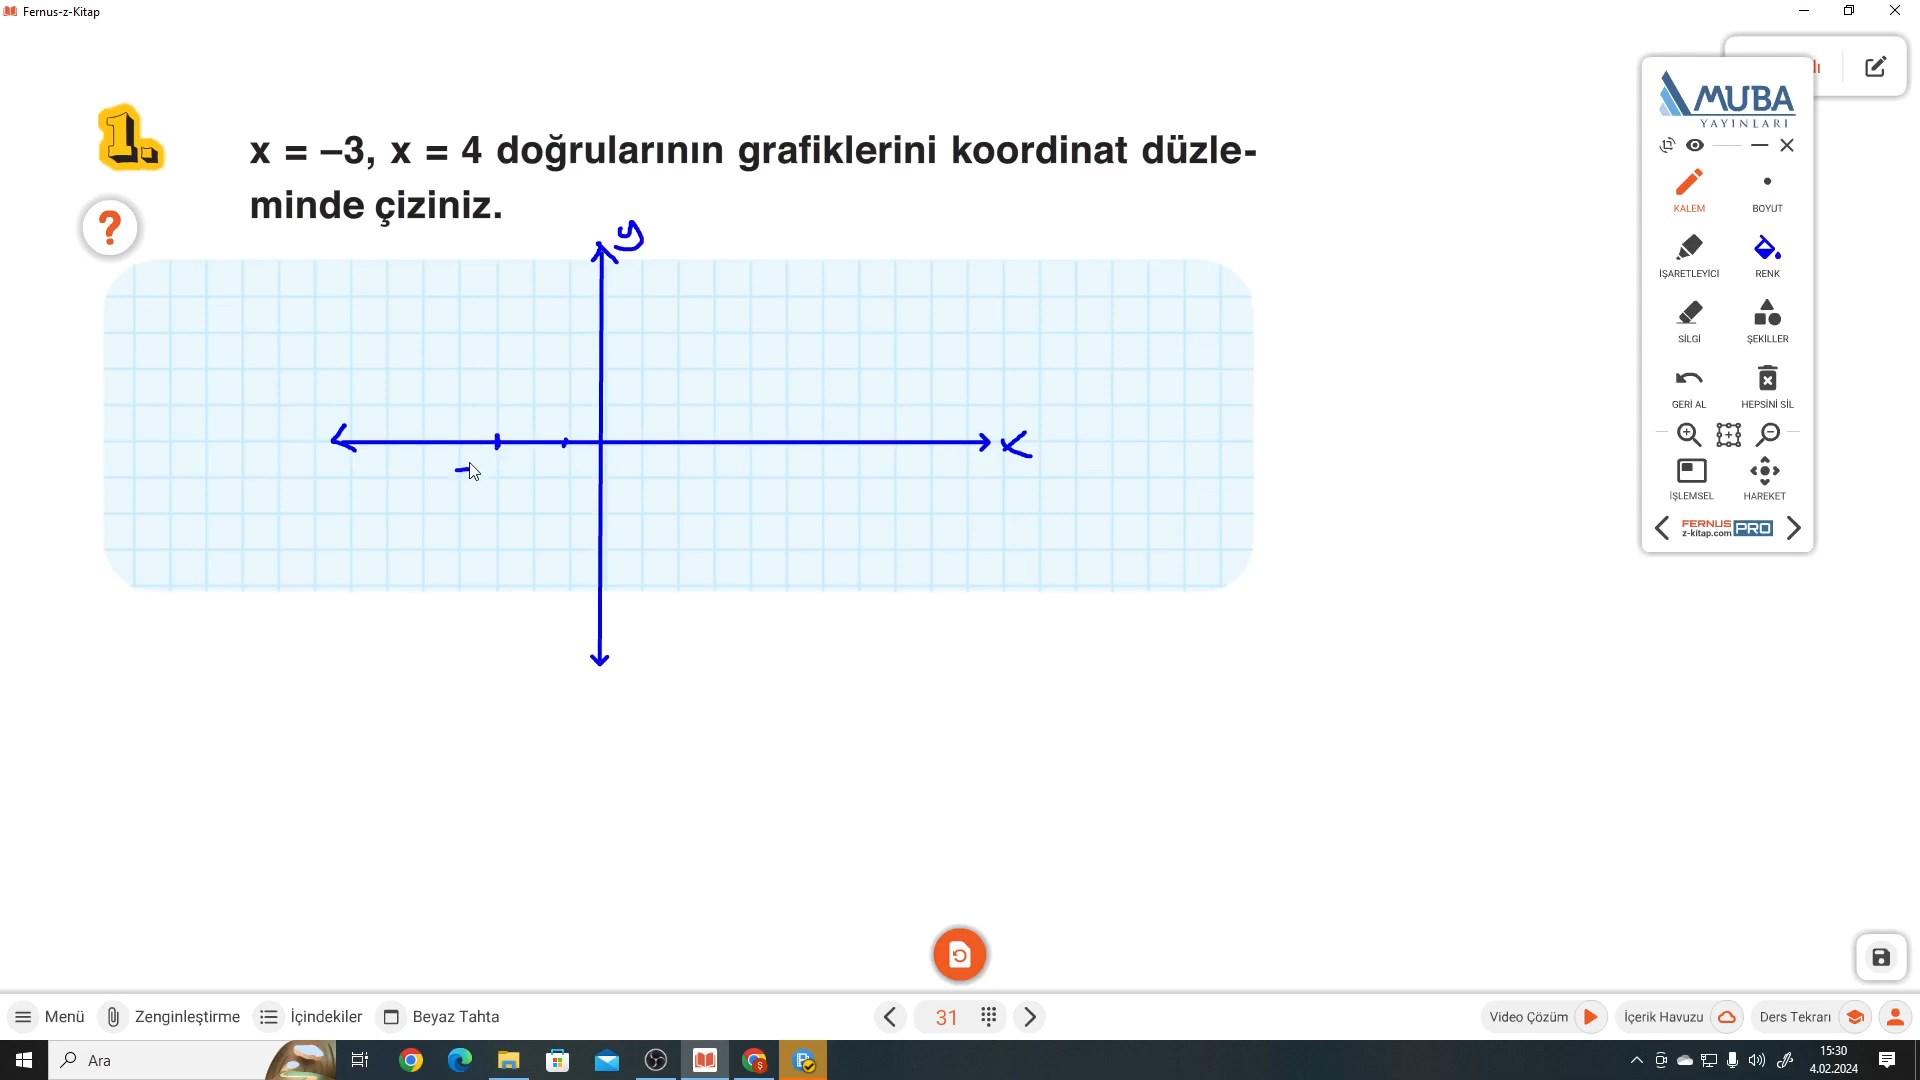 Fernus-z-Kitap
1.
x = –3, x = 4 doğrularının grafiklerini koordinat düzle-
minde çiziniz.
?
y
x
–
MUBA
YAYINLARI
KALEM
BOYUT
İŞARETLEYİCİ
RENK
SİLGİ
ŞEKİLLER
GERİ AL
HEPSİNİ SİL
İŞLEMSEL
HAREKET
FERNUS PRO
z-kitap.com
Menü
Zenginleştirme
İçindekiler
Beyaz Tahta
31
Video Çözüm
İçerik Havuzu
Ders Tekrarı
Ara
15:30
4.02.2024